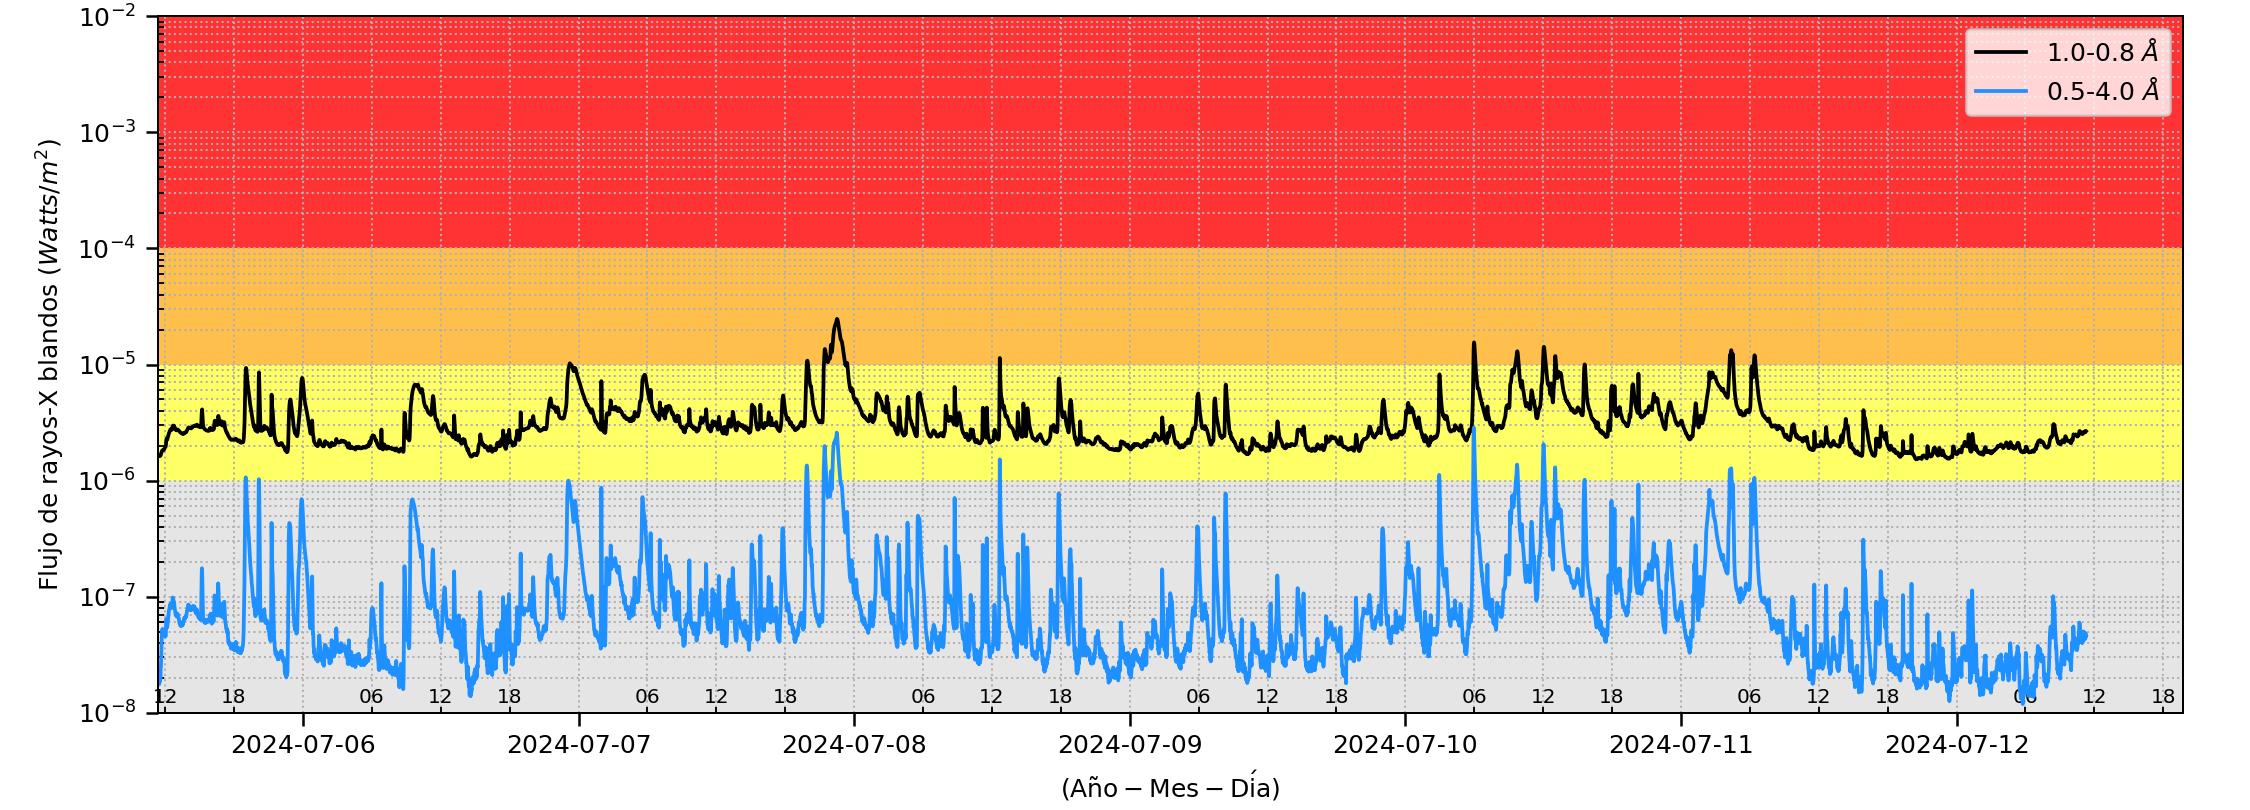 10⁻²
10⁻³
10⁻⁴
10⁻⁵
10⁻⁶
10⁻⁷
10⁻⁸
Flujo de rayos-X blandos (Watts/m²)
1.0-0.8 Å
0.5-4.0 Å
12 18 06 12 18 06 12 18 06 12 18 06 12 18 06 12 18 06 12 18 06 12 18
2024-07-06 2024-07-07 2024-07-08 2024-07-09 2024-07-10 2024-07-11 2024-07-12
(Año − Mes − Día)